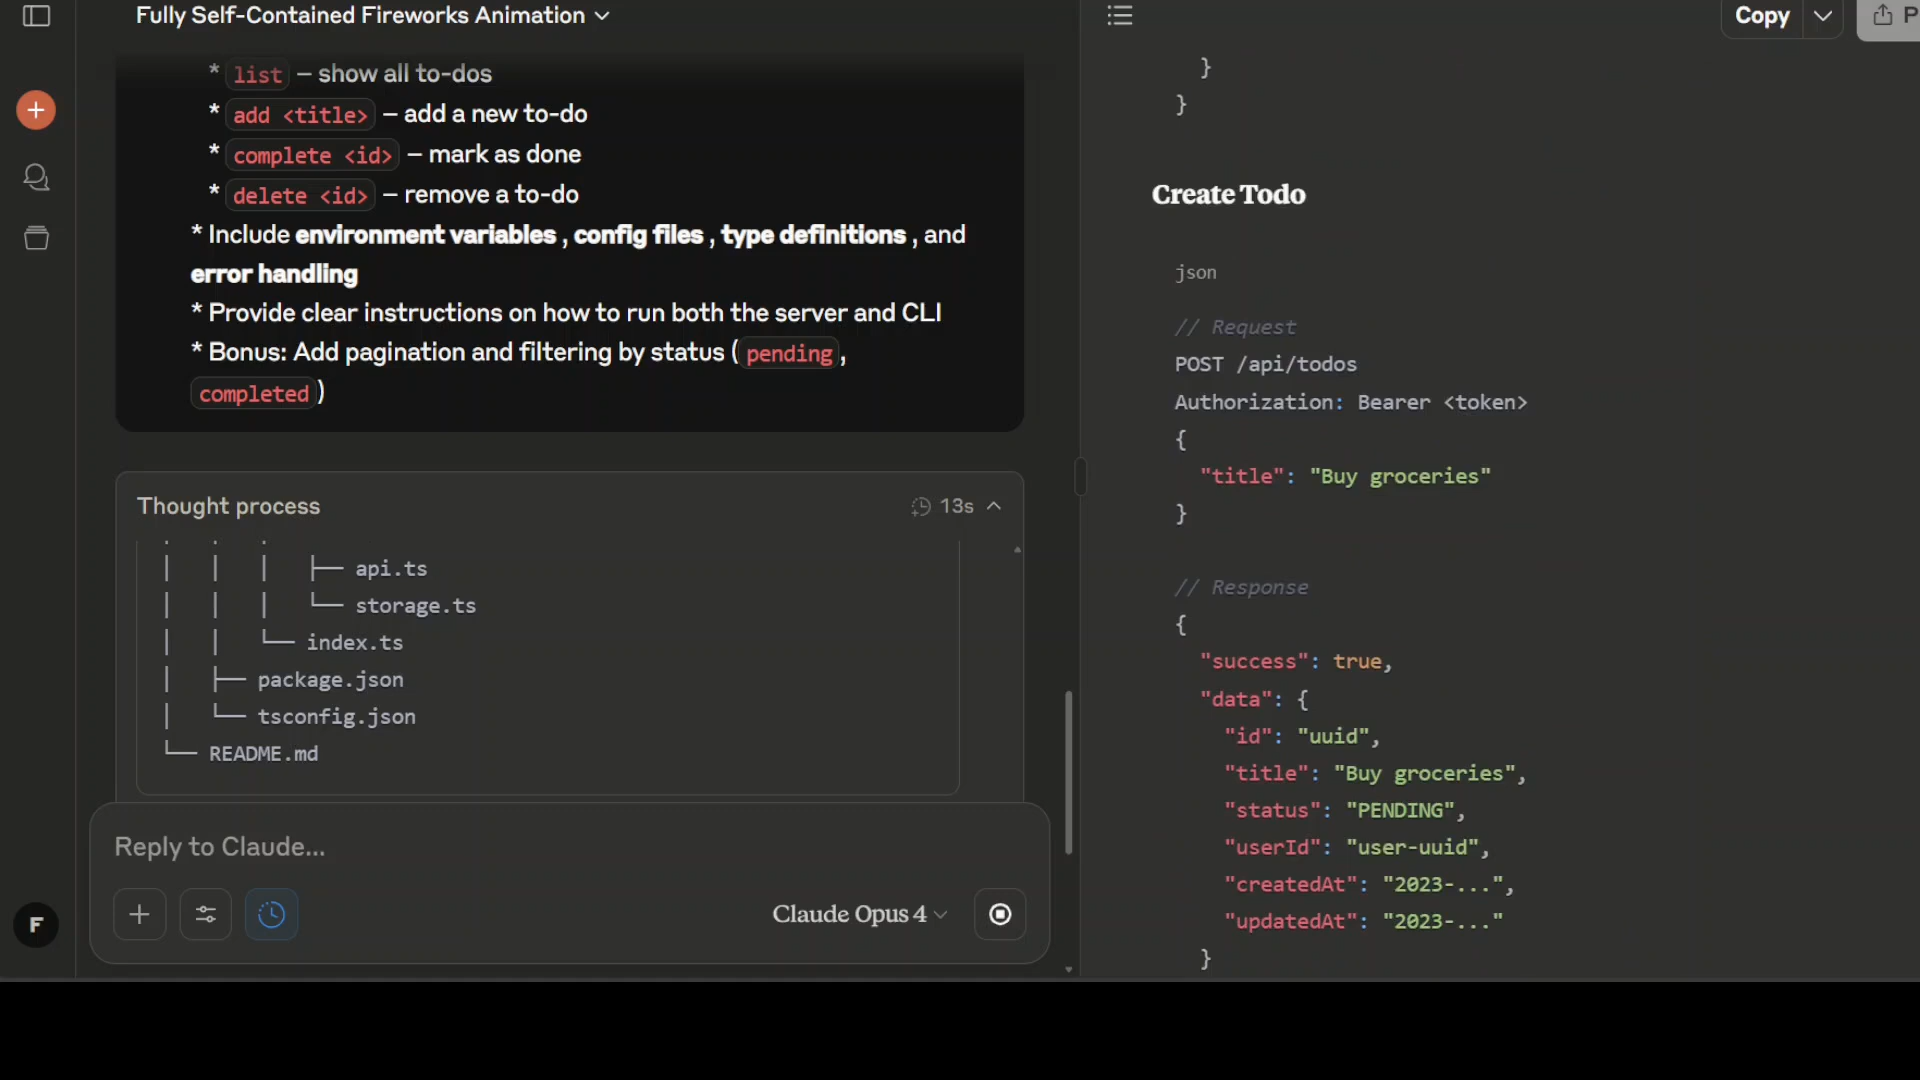 Fully Self-Contained Fireworks Animation
* list – show all to-dos
* add <title> – add a new to-do
* complete <id> – mark as done
* delete <id> – remove a to-do
* Include environment variables , config files , type definitions , and
error handling
* Provide clear instructions on how to run both the server and CLI
* Bonus: Add pagination and filtering by status ( pending ,
completed )
Thought process
13s
│ │ │ ├── api.ts
│ │ │ └── storage.ts
│ │ └── index.ts
│ ├── package.json
│ └── tsconfig.json
└── README.md
Reply to Claude...
Claude Opus 4
F
Copy
P
}
}
Create Todo
json
// Request
POST /api/todos
Authorization: Bearer <token>
{
"title": "Buy groceries"
}
// Response
{
"success": true,
"data": {
"id": "uuid",
"title": "Buy groceries",
"status": "PENDING",
"userId": "user-uuid",
"createdAt": "2023-...",
"updatedAt": "2023-..."
}